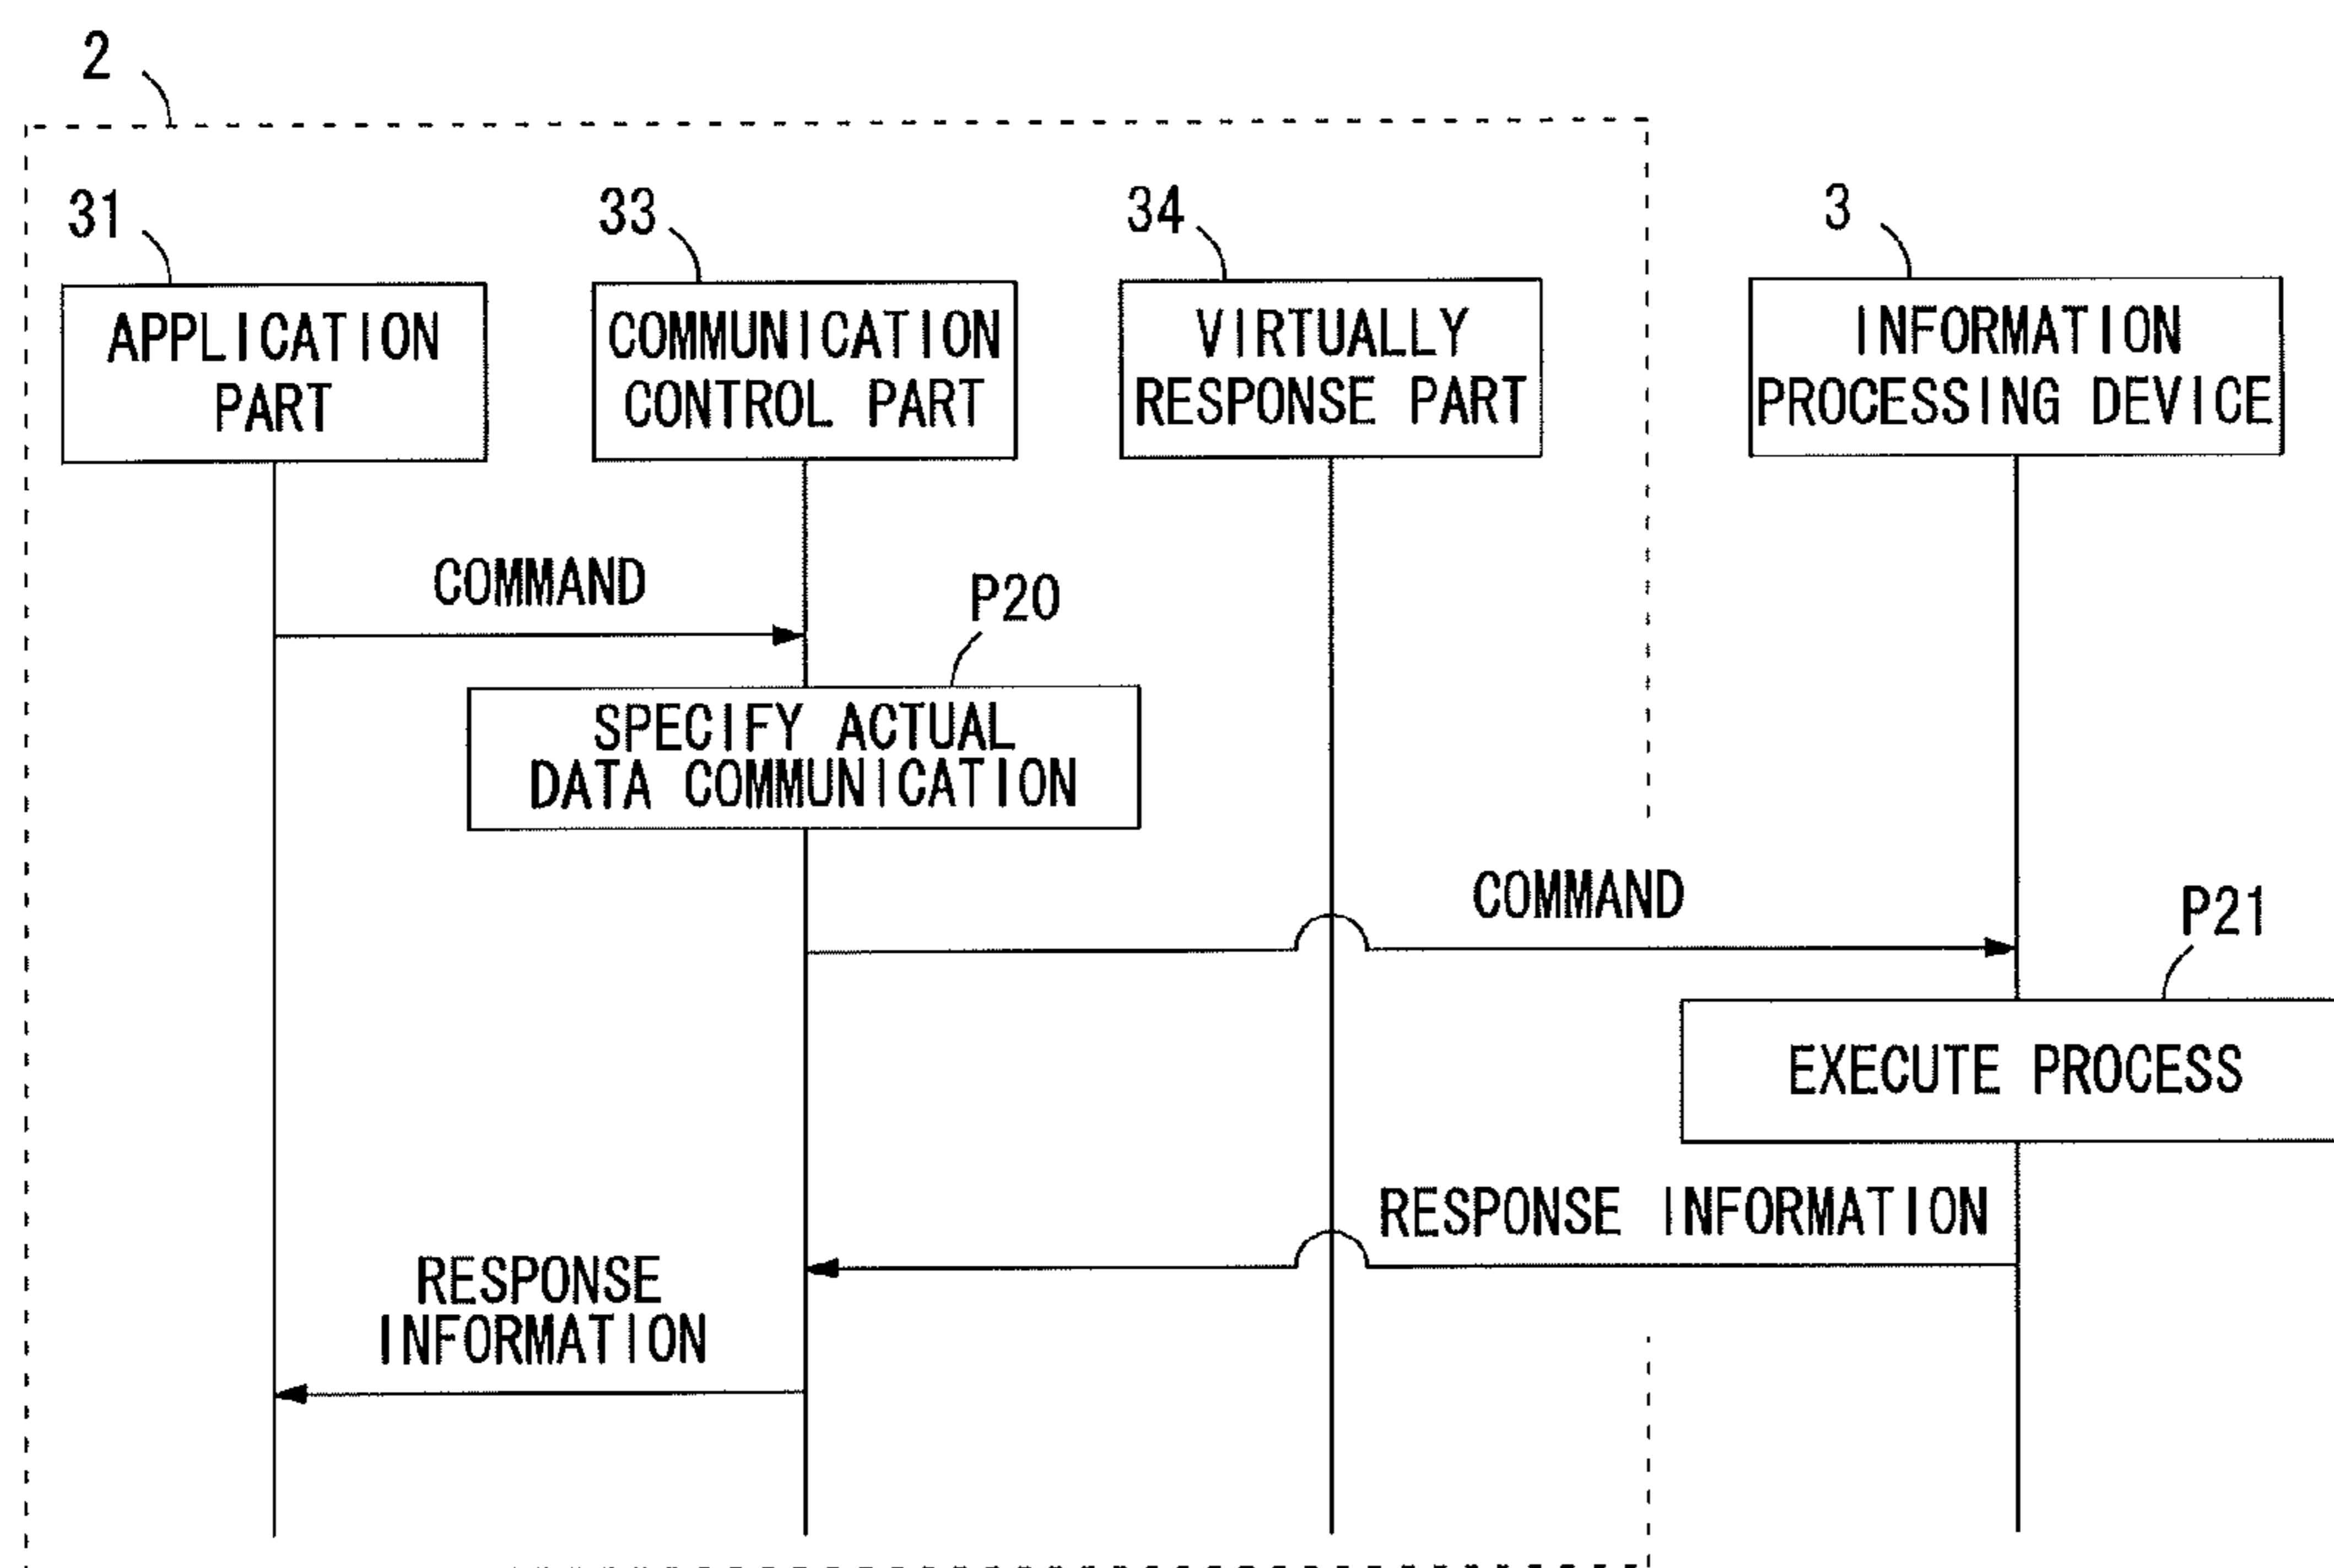 2
31
33
34
3
APPLICATION
PART
COMMUNICATION
CONTROL PART
VIRTUALLY
RESPONSE PART
INFORMATION
PROCESSING DEVICE
COMMAND
P20
SPECIFY ACTUAL
DATA COMMUNICATION
COMMAND
P21
EXECUTE PROCESS
RESPONSE INFORMATION
RESPONSE
INFORMATION